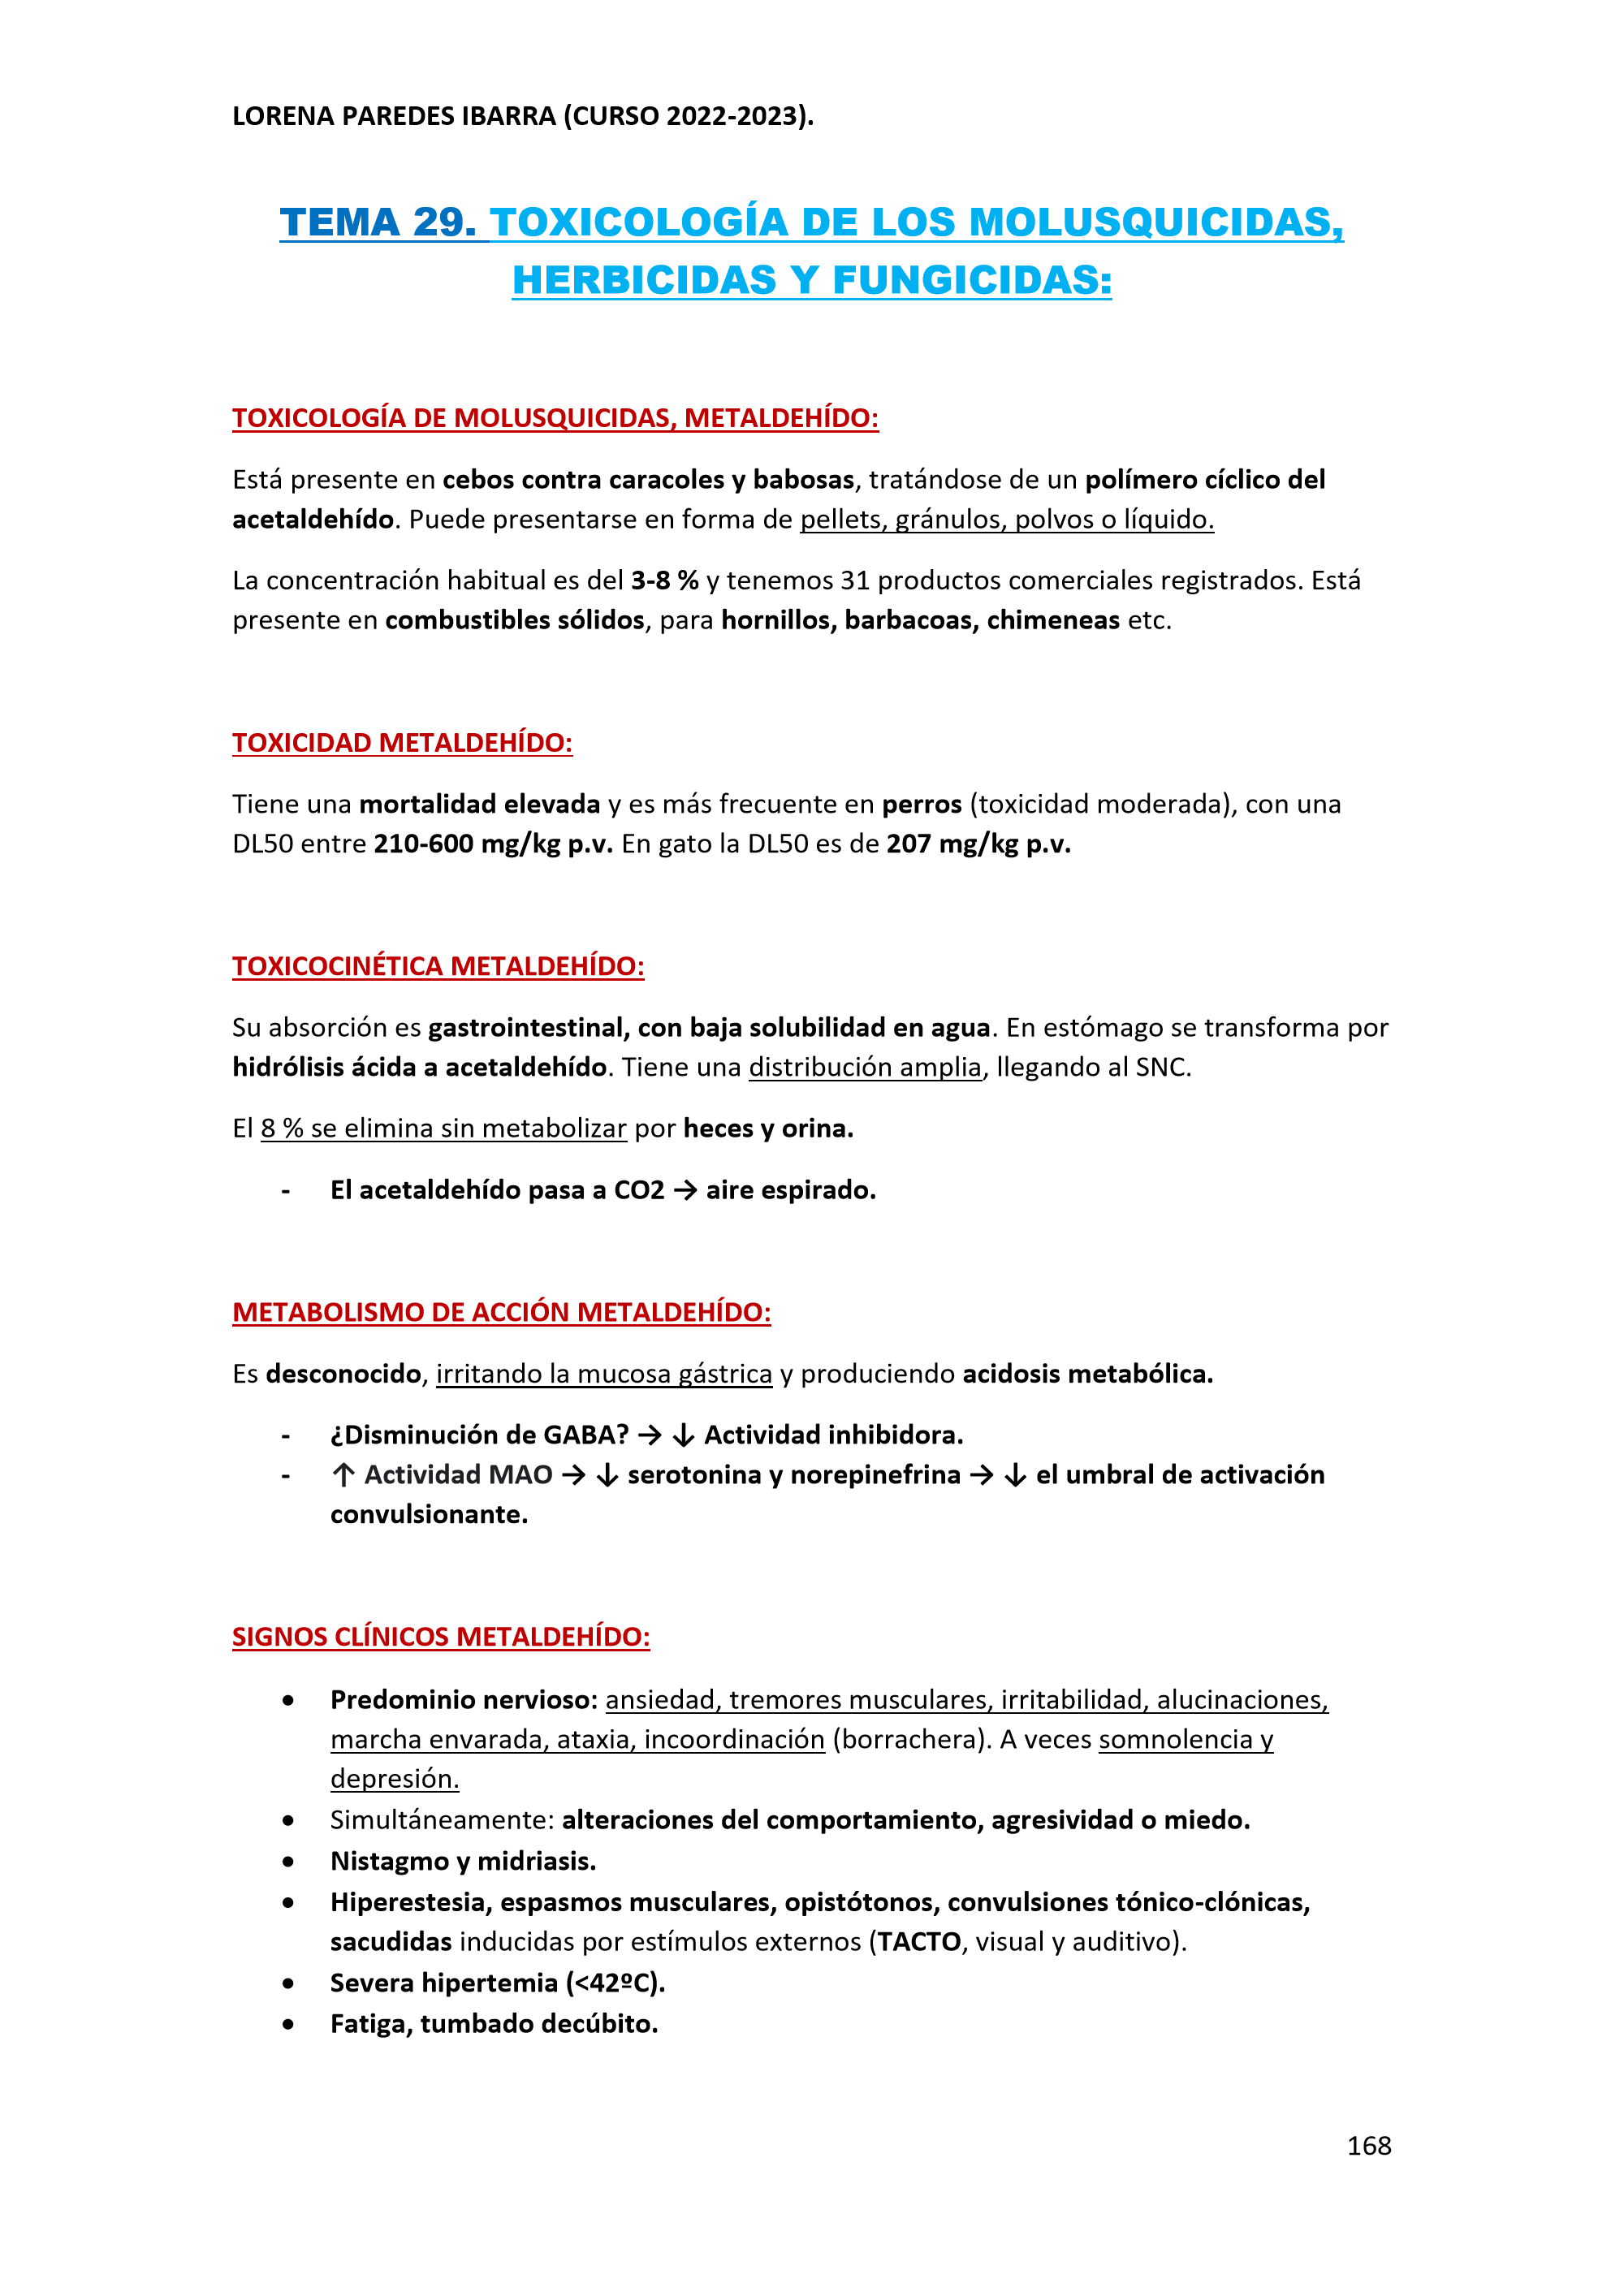 LORENA PAREDES IBARRA (CURSO 2022-2023).
TEMA 29. TOXICOLOGÍA DE LOS MOLUSQUICIDAS,
HERBICIDAS Y FUNGICIDAS:
TOXICOLOGÍA DE MOLUSQUICIDAS, METALDEHÍDO:
Está presente en cebos contra caracoles y babosas, tratándose de un polímero cíclico del
acetaldehído. Puede presentarse en forma de pellets, gránulos, polvos o líquido.
La concentración habitual es del 3-8 % y tenemos 31 productos comerciales registrados. Está
presente en combustibles sólidos, para hornillos, barbacoas, chimeneas etc.
TOXICIDAD METALDEHÍDO:
Tiene una mortalidad elevada y es más frecuente en perros (toxicidad moderada), con una
DL50 entre 210-600 mg/kg p.v. En gato la DL50 es de 207 mg/kg p.v.
TOXICOCINÉTICA METALDEHÍDO:
Su absorción es gastrointestinal, con baja solubilidad en agua. En estómago se transforma por
hidrólisis ácida a acetaldehído. Tiene una distribución amplia, llegando al SNC.
El 8 % se elimina sin metabolizar por heces y orina.
- El acetaldehído pasa a CO2 → aire espirado.
METABOLISMO DE ACCIÓN METALDEHÍDO:
Es desconocido, irritando la mucosa gástrica y produciendo acidosis metabólica.
- ¿Disminución de GABA? → ↓ Actividad inhibidora.
- ↑ Actividad MAO → ↓ serotonina y norepinefrina → ↓ el umbral de activación
convulsionante.
SIGNOS CLÍNICOS METALDEHÍDO:
• Predominio nervioso: ansiedad, tremores musculares, irritabilidad, alucinaciones,
marcha envarada, ataxia, incoordinación (borrachera). A veces somnolencia y
depresión.
• Simultáneamente: alteraciones del comportamiento, agresividad o miedo.
• Nistagmo y midriasis.
• Hiperestesia, espasmos musculares, opistótonos, convulsiones tónico-clónicas,
sacudidas inducidas por estímulos externos (TACTO, visual y auditivo).
• Severa hipertemia (<42ºC).
• Fatiga, tumbado decúbito.
168